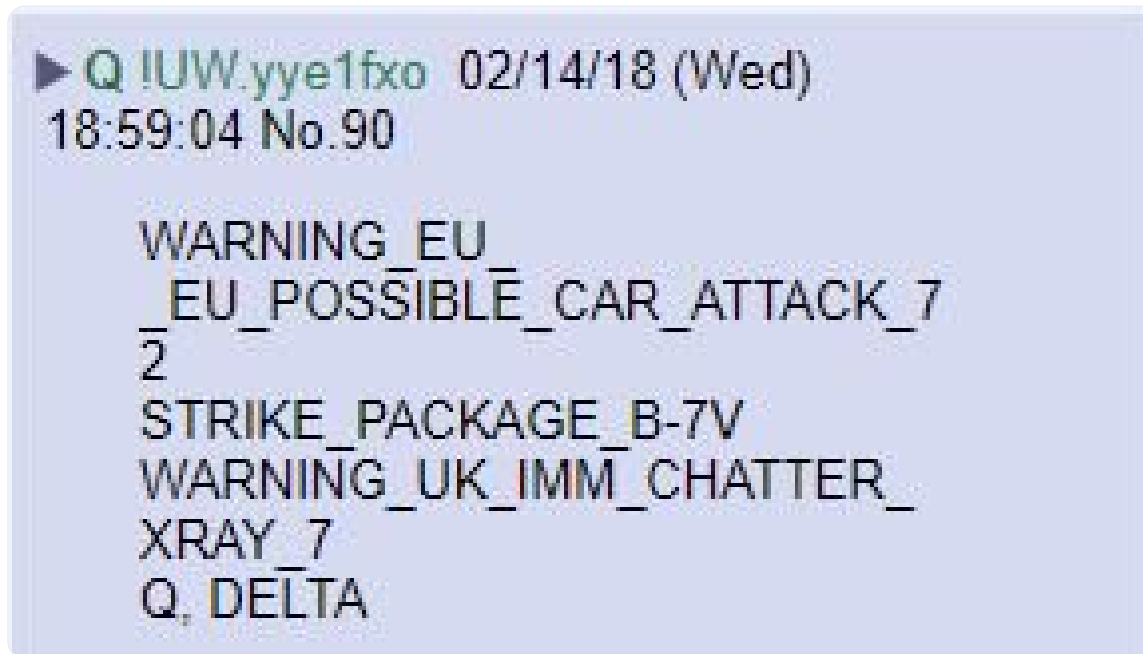 ▶ Q !UW.yye1fxo 02/14/18 (Wed)
18:59:04 No.90
WARNING_EU_
_EU_POSSIBLE_CAR_ATTACK_7
2
STRIKE_PACKAGE_B-7V
WARNING_UK_IMM_CHATTER_
XRAY_7
Q, DELTA